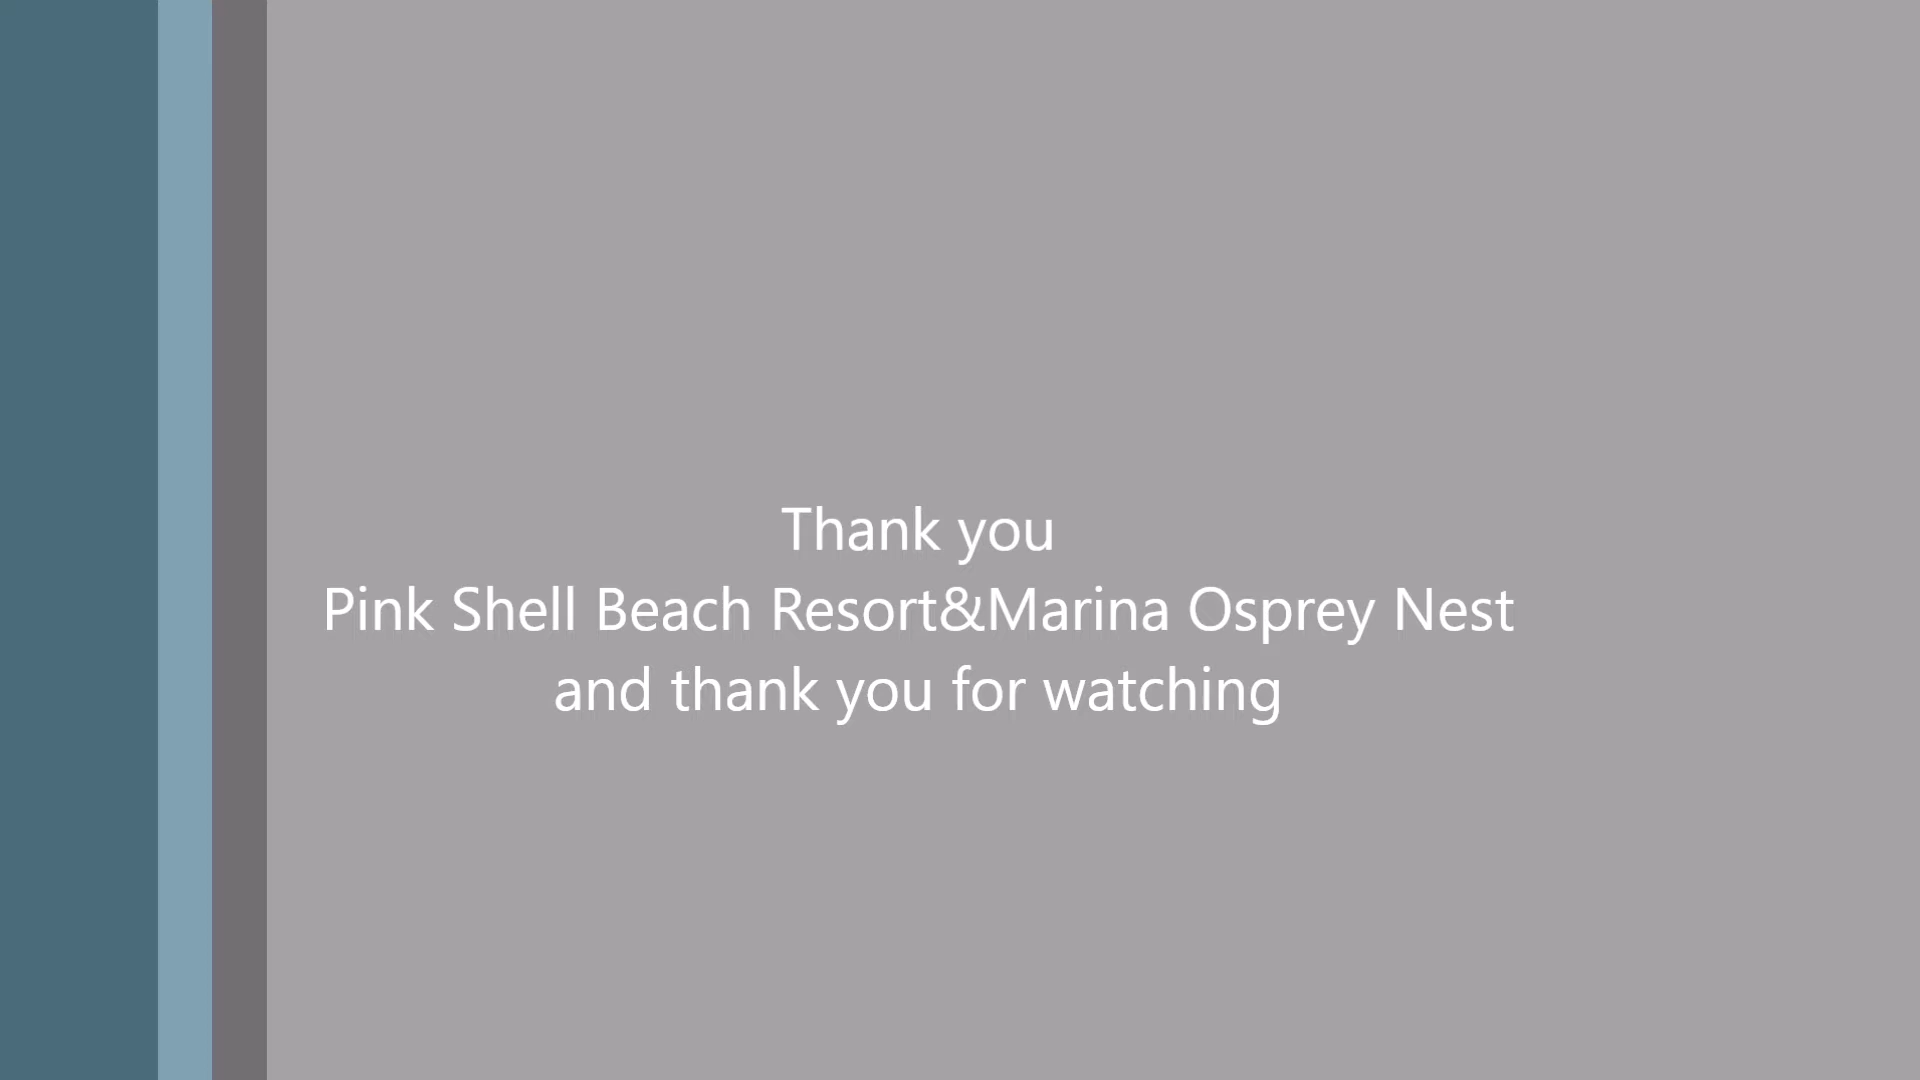 Thank you
Pink Shell Beach Resort&Marina Osprey Nest
and thank you for watching